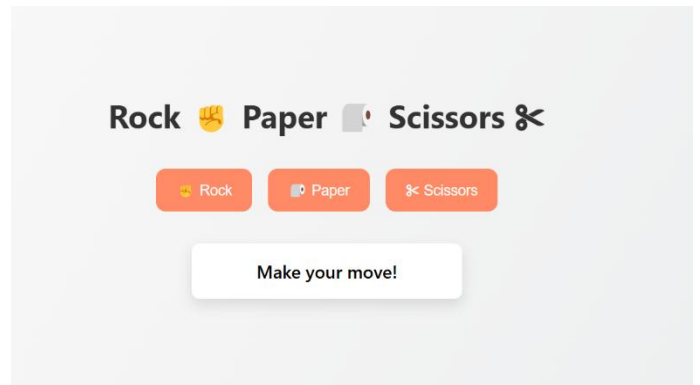 Rock ✊ Paper 🧻 Scissors ✂
✊ Rock
🧻 Paper
✂ Scissors
Make your move!